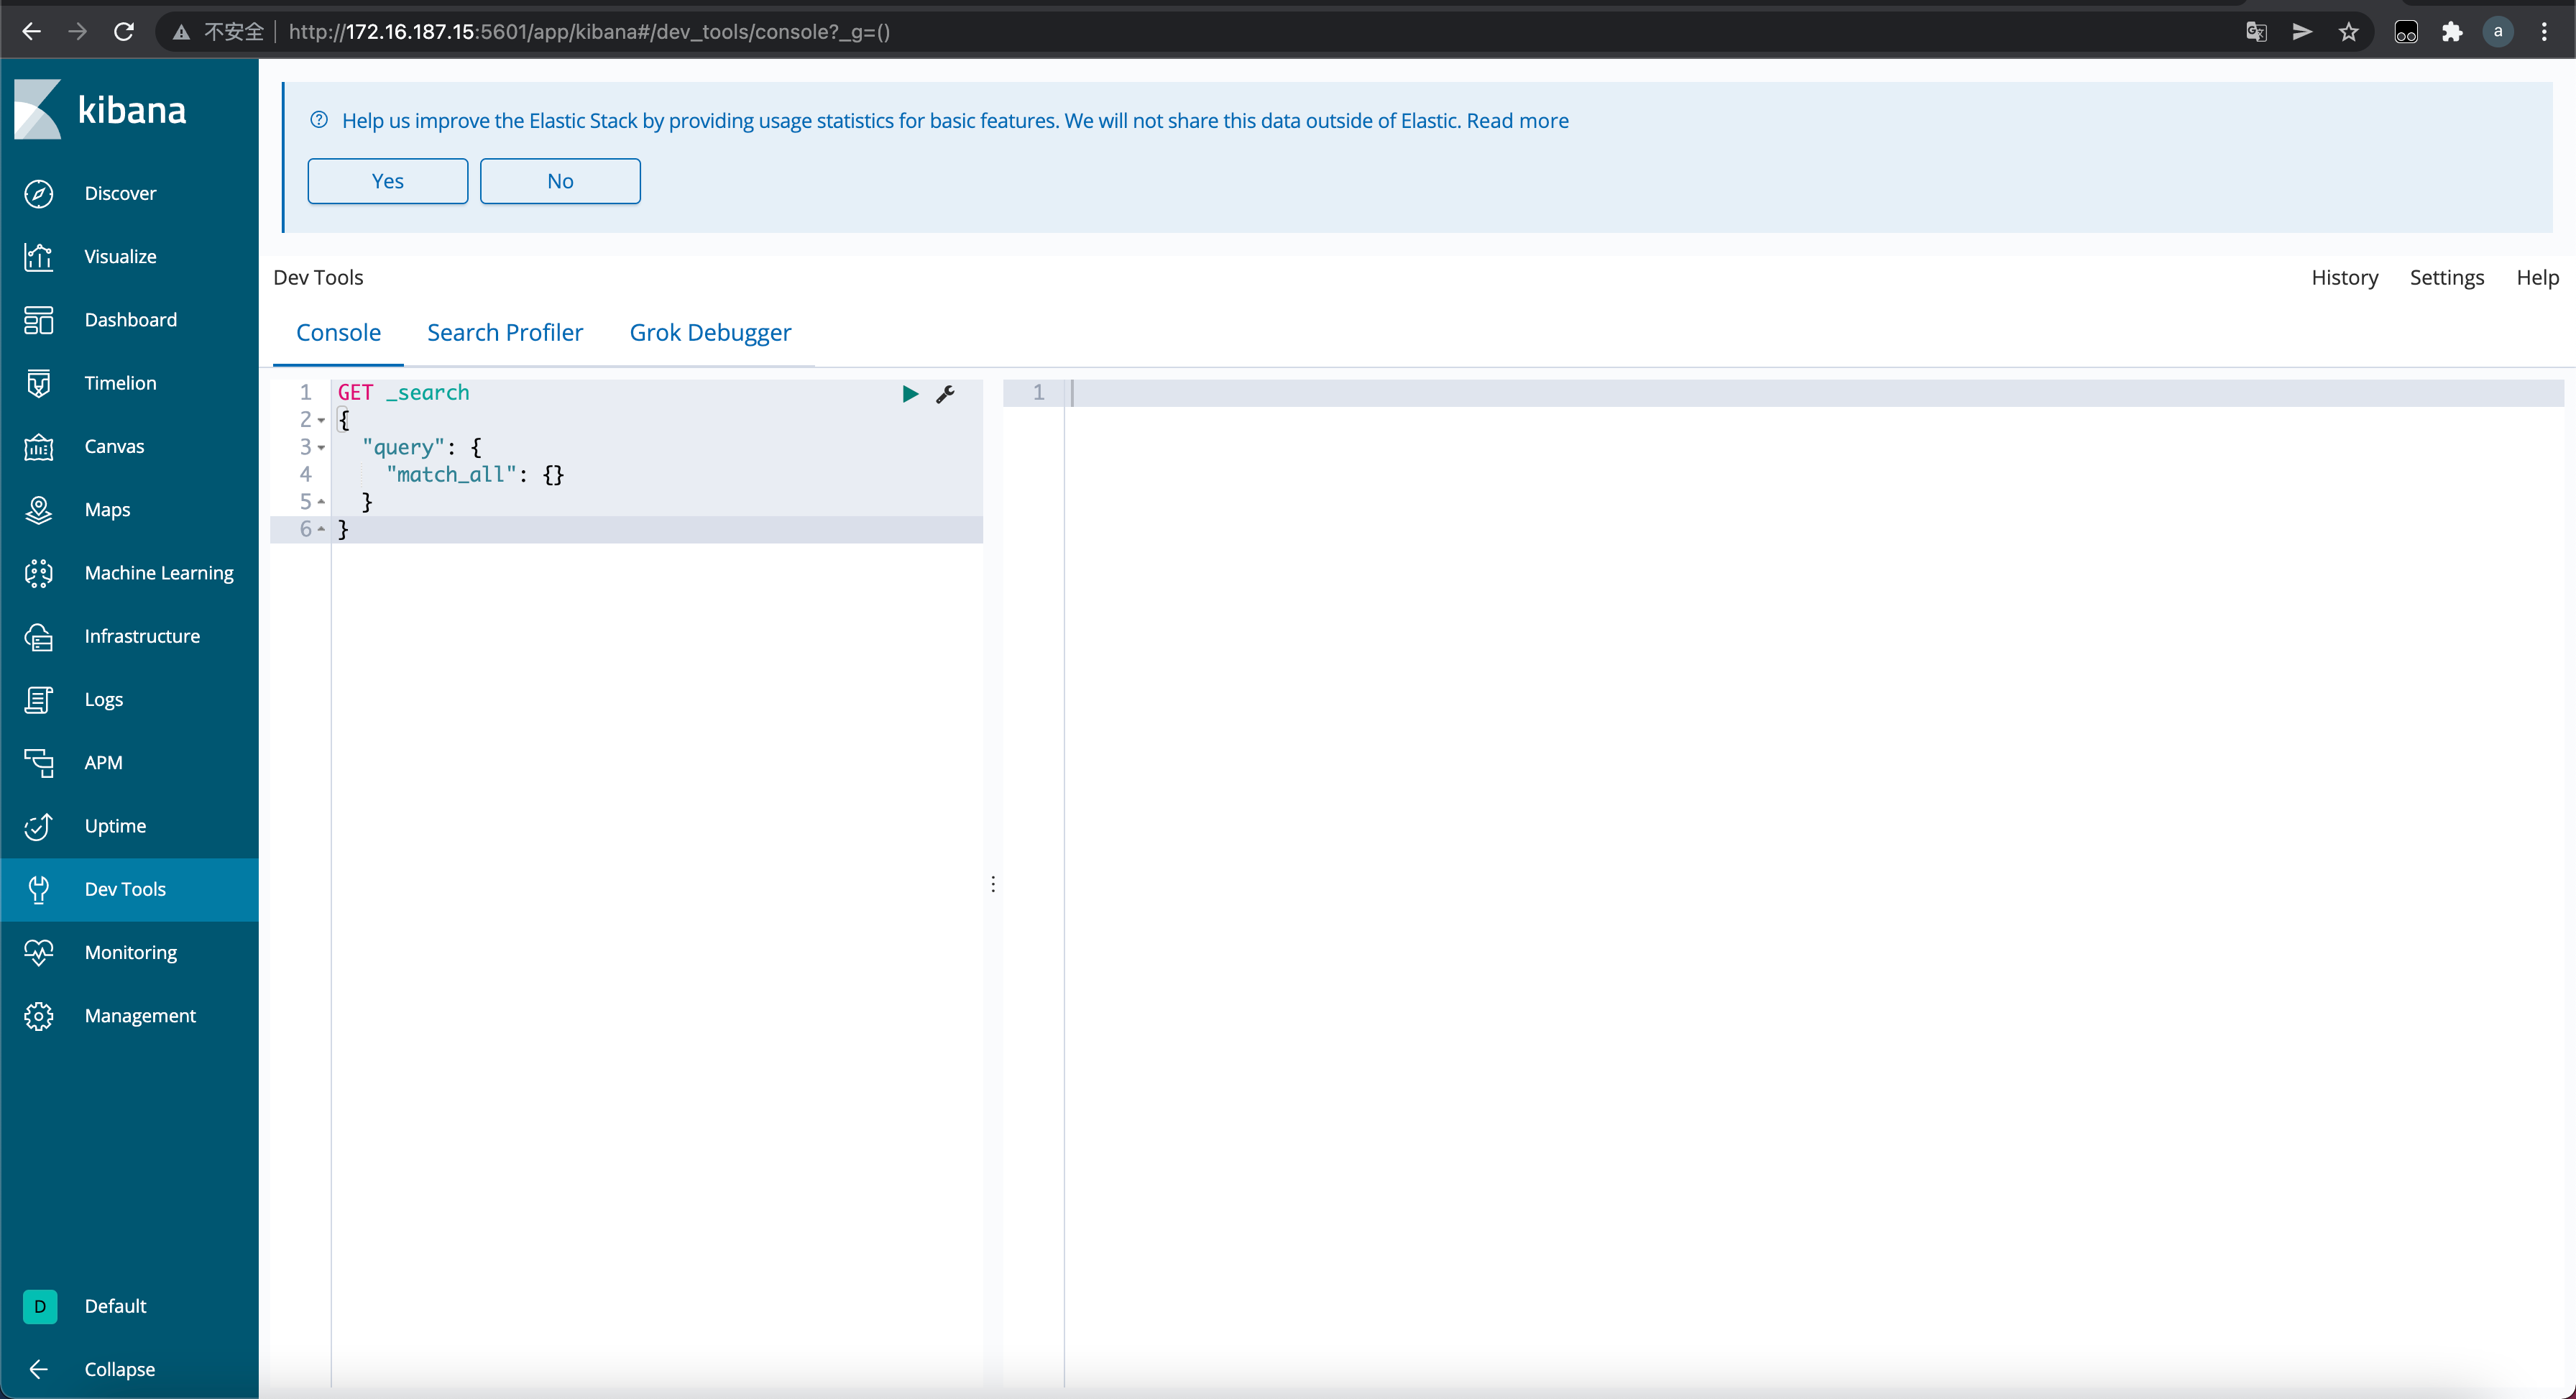 不安全 http://172.16.187.15:5601/app/kibana#/dev_tools/console?_g=()
a
kibana
Discover
Visualize
Dashboard
Timelion
Canvas
Maps
Machine Learning
Infrastructure
Logs
APM
Uptime
Dev Tools
Monitoring
Management
D Default
Collapse
Help us improve the Elastic Stack by providing usage statistics for basic features. We will not share this data outside of Elastic. Read more
Yes No
Dev Tools History Settings Help
Console Search Profiler Grok Debugger
1 GET _search
2 {
3 "query": {
4 "match_all": {}
5 }
6 }
1